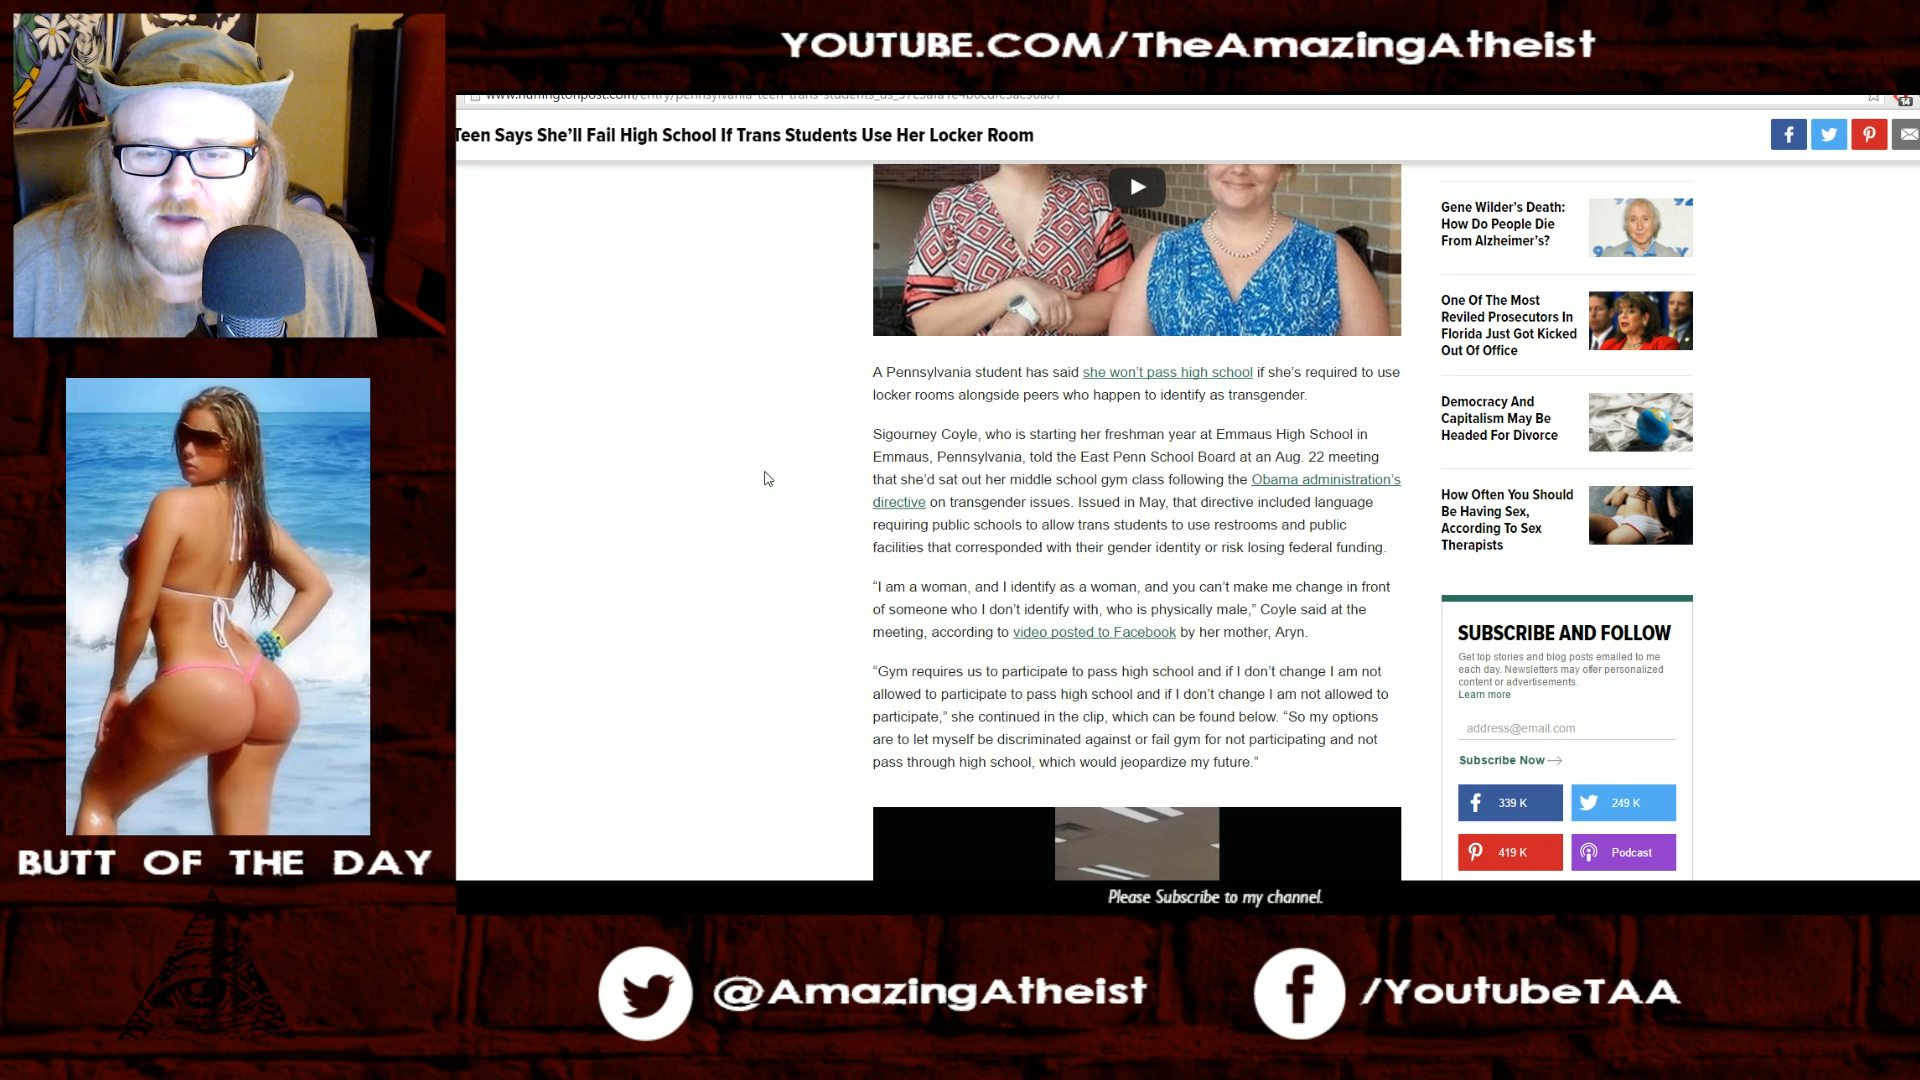 YOUTUBE.COM/TheAmazingAtheist
14
Teen Says She'll Fail High School If Trans Students Use Her Locker Room
A Pennsylvania student has said she won't pass high school if she's required to use
locker rooms alongside peers who happen to identify as transgender.
Sigourney Coyle, who is starting her freshman year at Emmaus High School in
Emmaus, Pennsylvania, told the East Penn School Board at an Aug. 22 meeting
that she'd sat out her middle school gym class following the Obama administration's
directive on transgender issues. Issued in May, that directive included language
requiring public schools to allow trans students to use restrooms and public
facilities that corresponded with their gender identity or risk losing federal funding.
“I am a woman, and I identify as a woman, and you can't make me change in front
of someone who I don't identify with, who is physically male,” Coyle said at the
meeting, according to video posted to Facebook by her mother, Aryn.
“Gym requires us to participate to pass high school and if I don't change I am not
allowed to participate to pass high school and if I don't change I am not allowed to
participate,” she continued in the clip, which can be found below. “So my options
are to let myself be discriminated against or fail gym for not participating and not
pass through high school, which would jeopardize my future.”
Gene Wilder's Death:
How Do People Die
From Alzheimer's?
One Of The Most
Reviled Prosecutors In
Florida Just Got Kicked
Out Of Office
Democracy And
Capitalism May Be
Headed For Divorce
How Often You Should
Be Having Sex,
According To Sex
Therapists
SUBSCRIBE AND FOLLOW
Get top stories and blog posts emailed to me
each day. Newsletters may offer personalized
content or advertisements.
Learn more
address@email.com
Subscribe Now
339 K
249 K
419 K
Podcast
BUTT OF THE DAY
Please Subscribe to my channel.
@AmazingAtheist
/YoutubeTAA